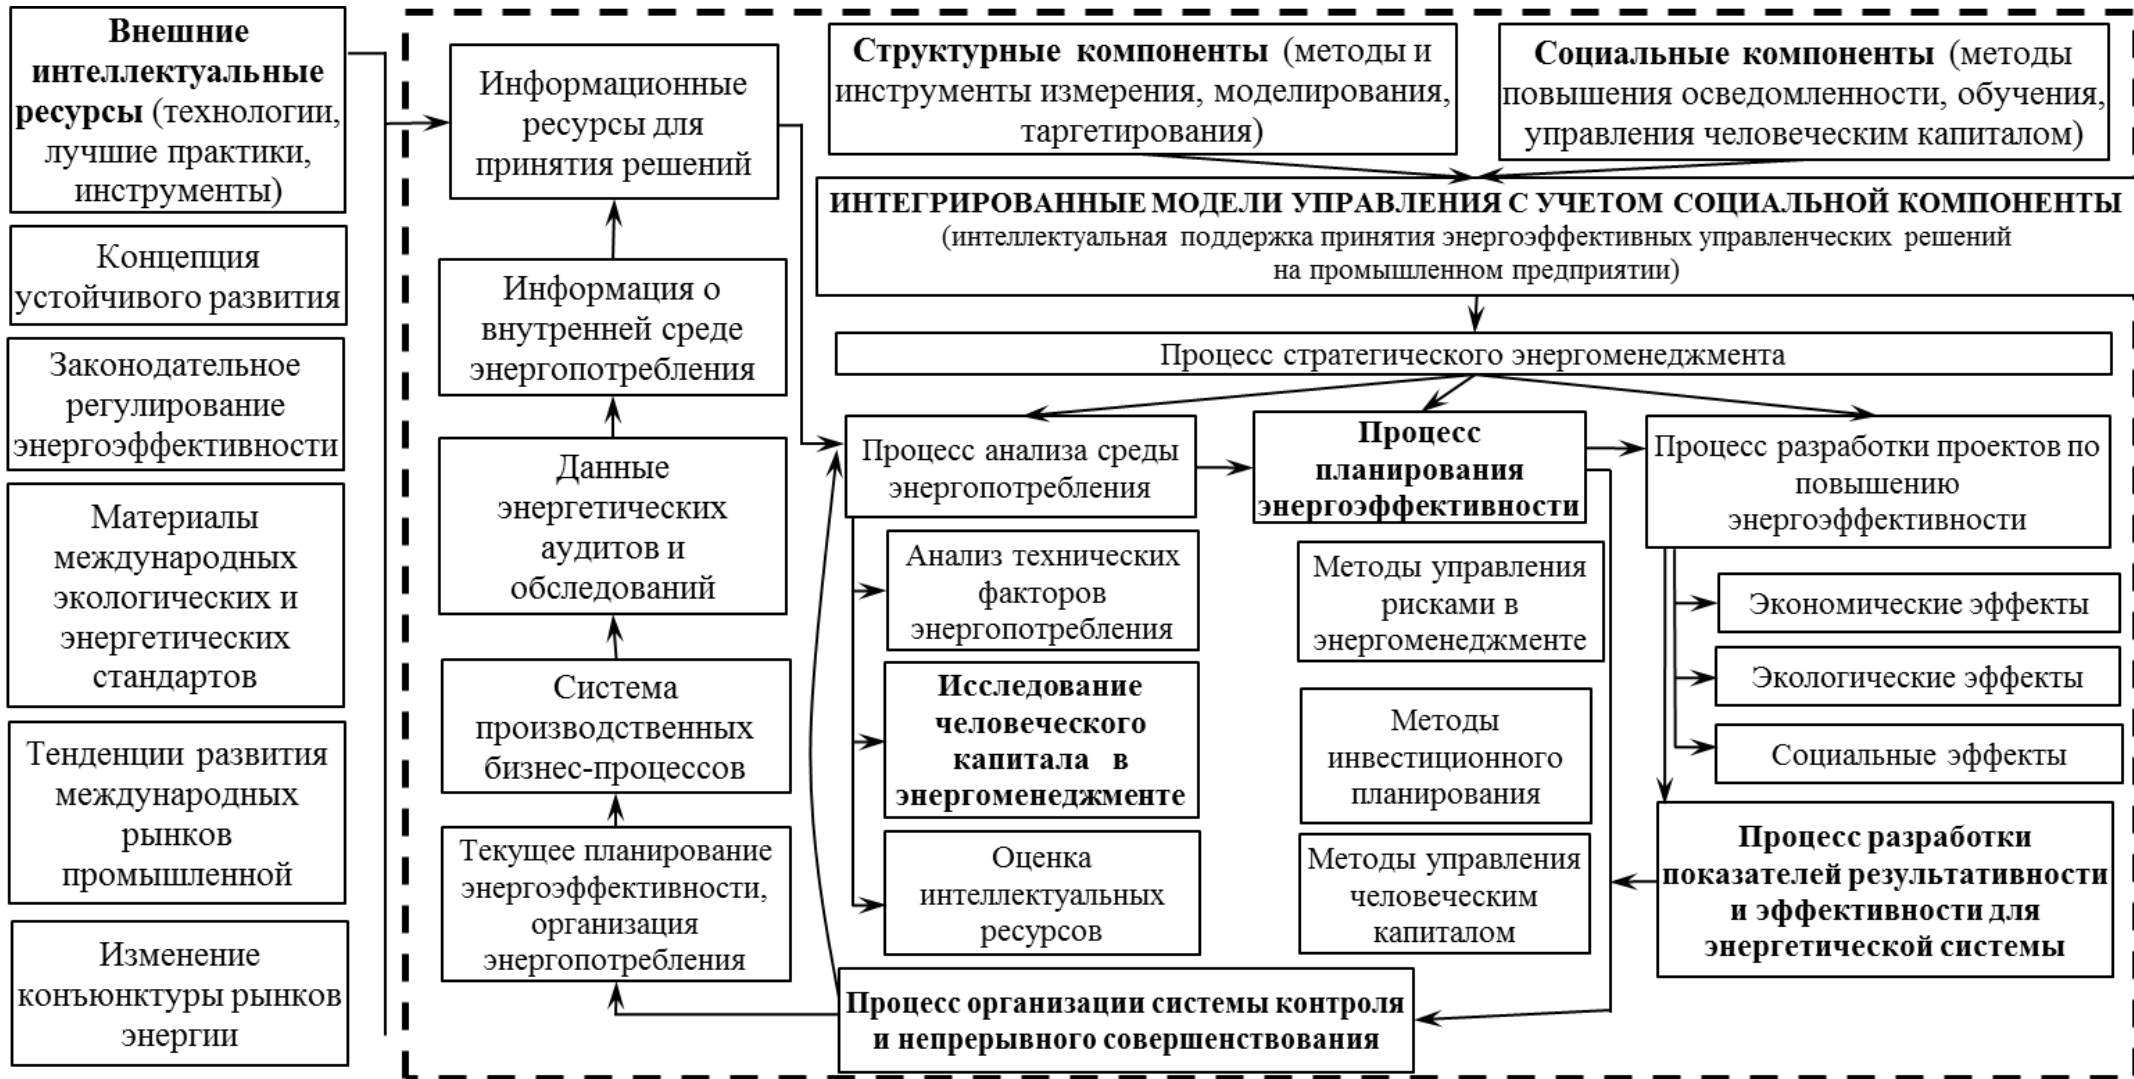 Внешние
интеллектуальные
ресурсы (технологии,
лучшие практики,
инструменты)
Концепция
устойчивого развития
Законодательное
регулирование
энергоэффективности
Материалы
международных
экологических и
энергетических
стандартов
Тенденции развития
международных
рынков
промышленной
Изменение
конъюнктуры рынков
энергии
Информационные
ресурсы для
принятия решений
Информация о
внутренней среде
энергопотребления
Данные
энергетических
аудитов и
обследований
Система
производственных
бизнес-процессов
Текущее планирование
энергоэффективности,
организация
энергопотребления
Структурные компоненты (методы и
инструменты измерения, моделирования,
таргетирования)
Социальные компоненты (методы
повышения осведомленности, обучения,
управления человеческим капиталом)
ИНТЕГРИРОВАННЫЕ МОДЕЛИ УПРАВЛЕНИЯ С УЧЕТОМ СОЦИАЛЬНОЙ КОМПОНЕНТЫ
(интеллектуальная поддержка принятия энергоэффективных управленческих решений
на промышленном предприятии)
Процесс стратегического энергоменеджмента
Процесс анализа среды
энергопотребления
Анализ технических
факторов
энергопотребления
Исследование
человеческого
капитала в
энергоменеджменте
Оценка
интеллектуальных
ресурсов
Процесс
планирования
энергоэффективности
Методы управления
рисками в
энергоменеджменте
Методы
инвестиционного
планирования
Методы управления
человеческим
капиталом
Процесс разработки проектов по
повышению
энергоэффективности
Экономические эффекты
Экологические эффекты
Социальные эффекты
Процесс разработки
показателей результативности
и эффективности для
энергетической системы
Процесс организации системы контроля
и непрерывного совершенствования